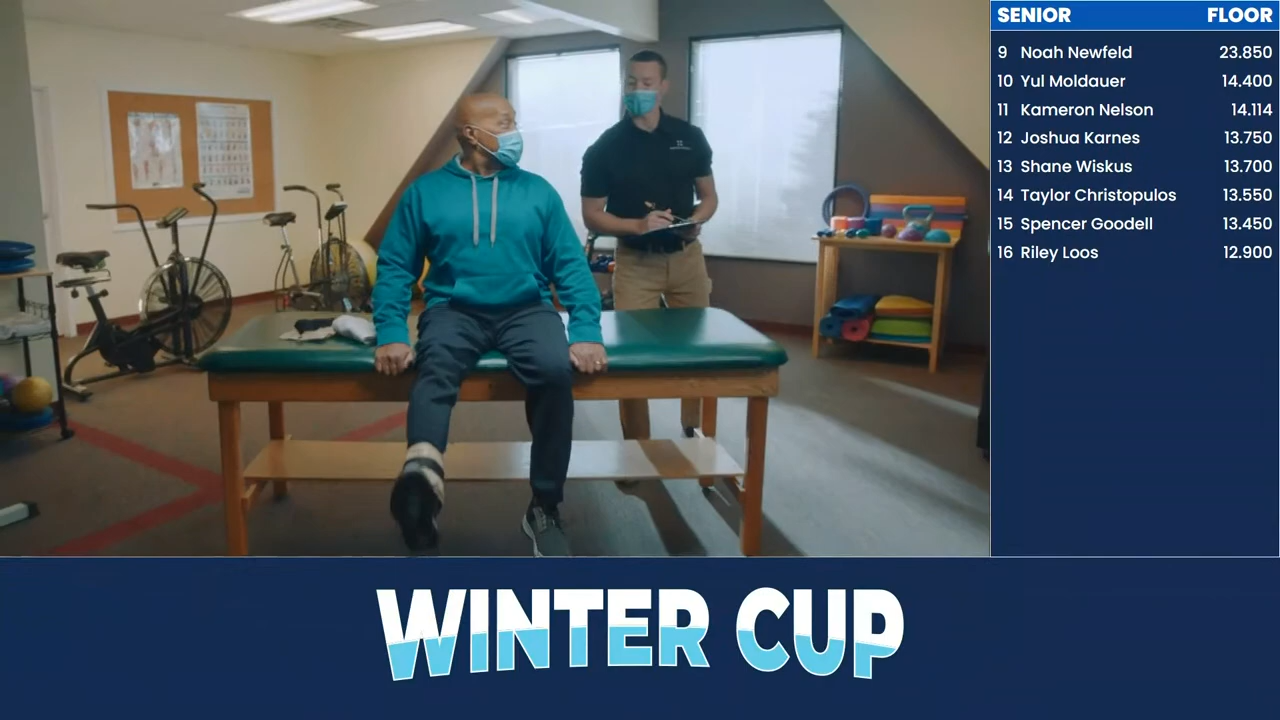 SENIOR FLOOR
9 Noah Newfeld 23.850
10 Yul Moldauer 14.400
11 Kameron Nelson 14.114
12 Joshua Karnes 13.750
13 Shane Wiskus 13.700
14 Taylor Christopulos 13.550
15 Spencer Goodell 13.450
16 Riley Loos 12.900
WINTER CUP